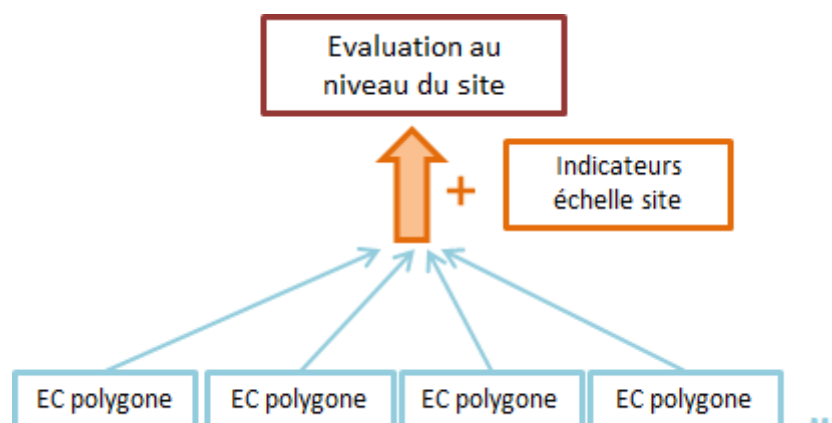 Evaluation au
niveau du site
+
Indicateurs
échelle site
EC polygone
EC polygone
EC polygone
EC polygone